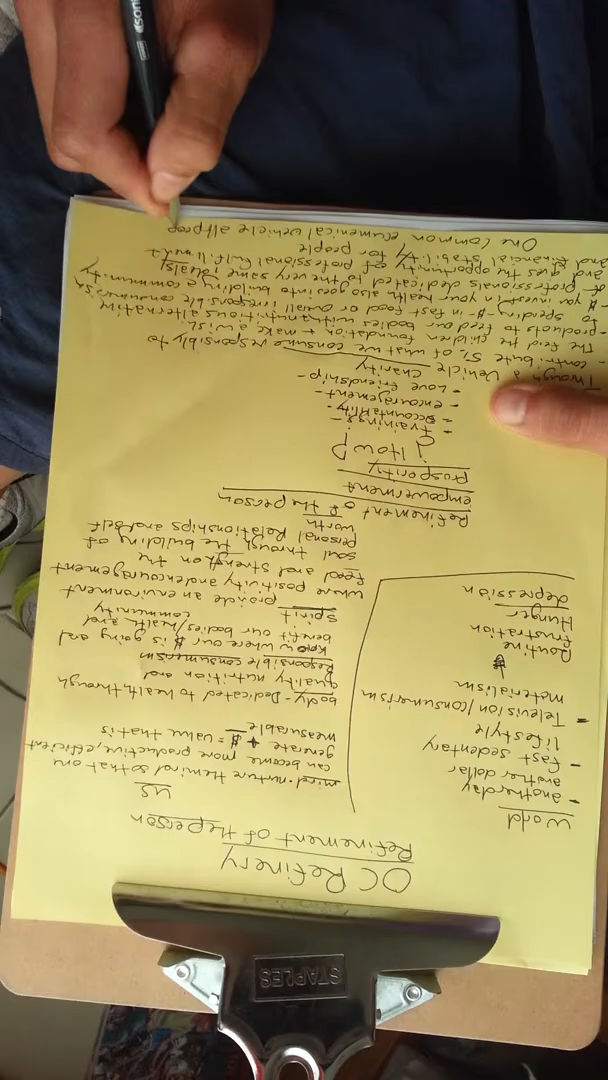 STAPLES
OC Refinery
Refinement of the person
World
- another day
another dollar
- fast sedentary
lifestyle
- Television/consumerism
materialism
$
Routine
frustration
Hunger
depression
us
mind-nurture the mind so that one
can become more productive, efficient
generate + $ = value that is
measurable
body - Dedicated to health through
quality nutrition and
Responsible consumerism
know where our $ is going and
benefit our bodies/health and
community
spirit
provide an environment
where positivity and encouragement
feed and strengthen the
soul through the building of
personal Relationships and self
worth
Refinement of the person
empowerment
prosperity
¿How?
- trainings -
- accountability -
- encouragement -
- Love friendship -
Through a vehicle charity
- contribute 5% of what we consume responsibly to
The feed the children foundation + make a wish.
- products to feed our bodies with a nutritious alternative
to spending -$- in fast food or overall irresponsible consumerism
- $ you invest in your health also goes into building a community
of professionals dedicated to the very same ideals
and gives the opportunity of professional fulfillment
and financial stability for people
One common ecumenical vehicle all peop